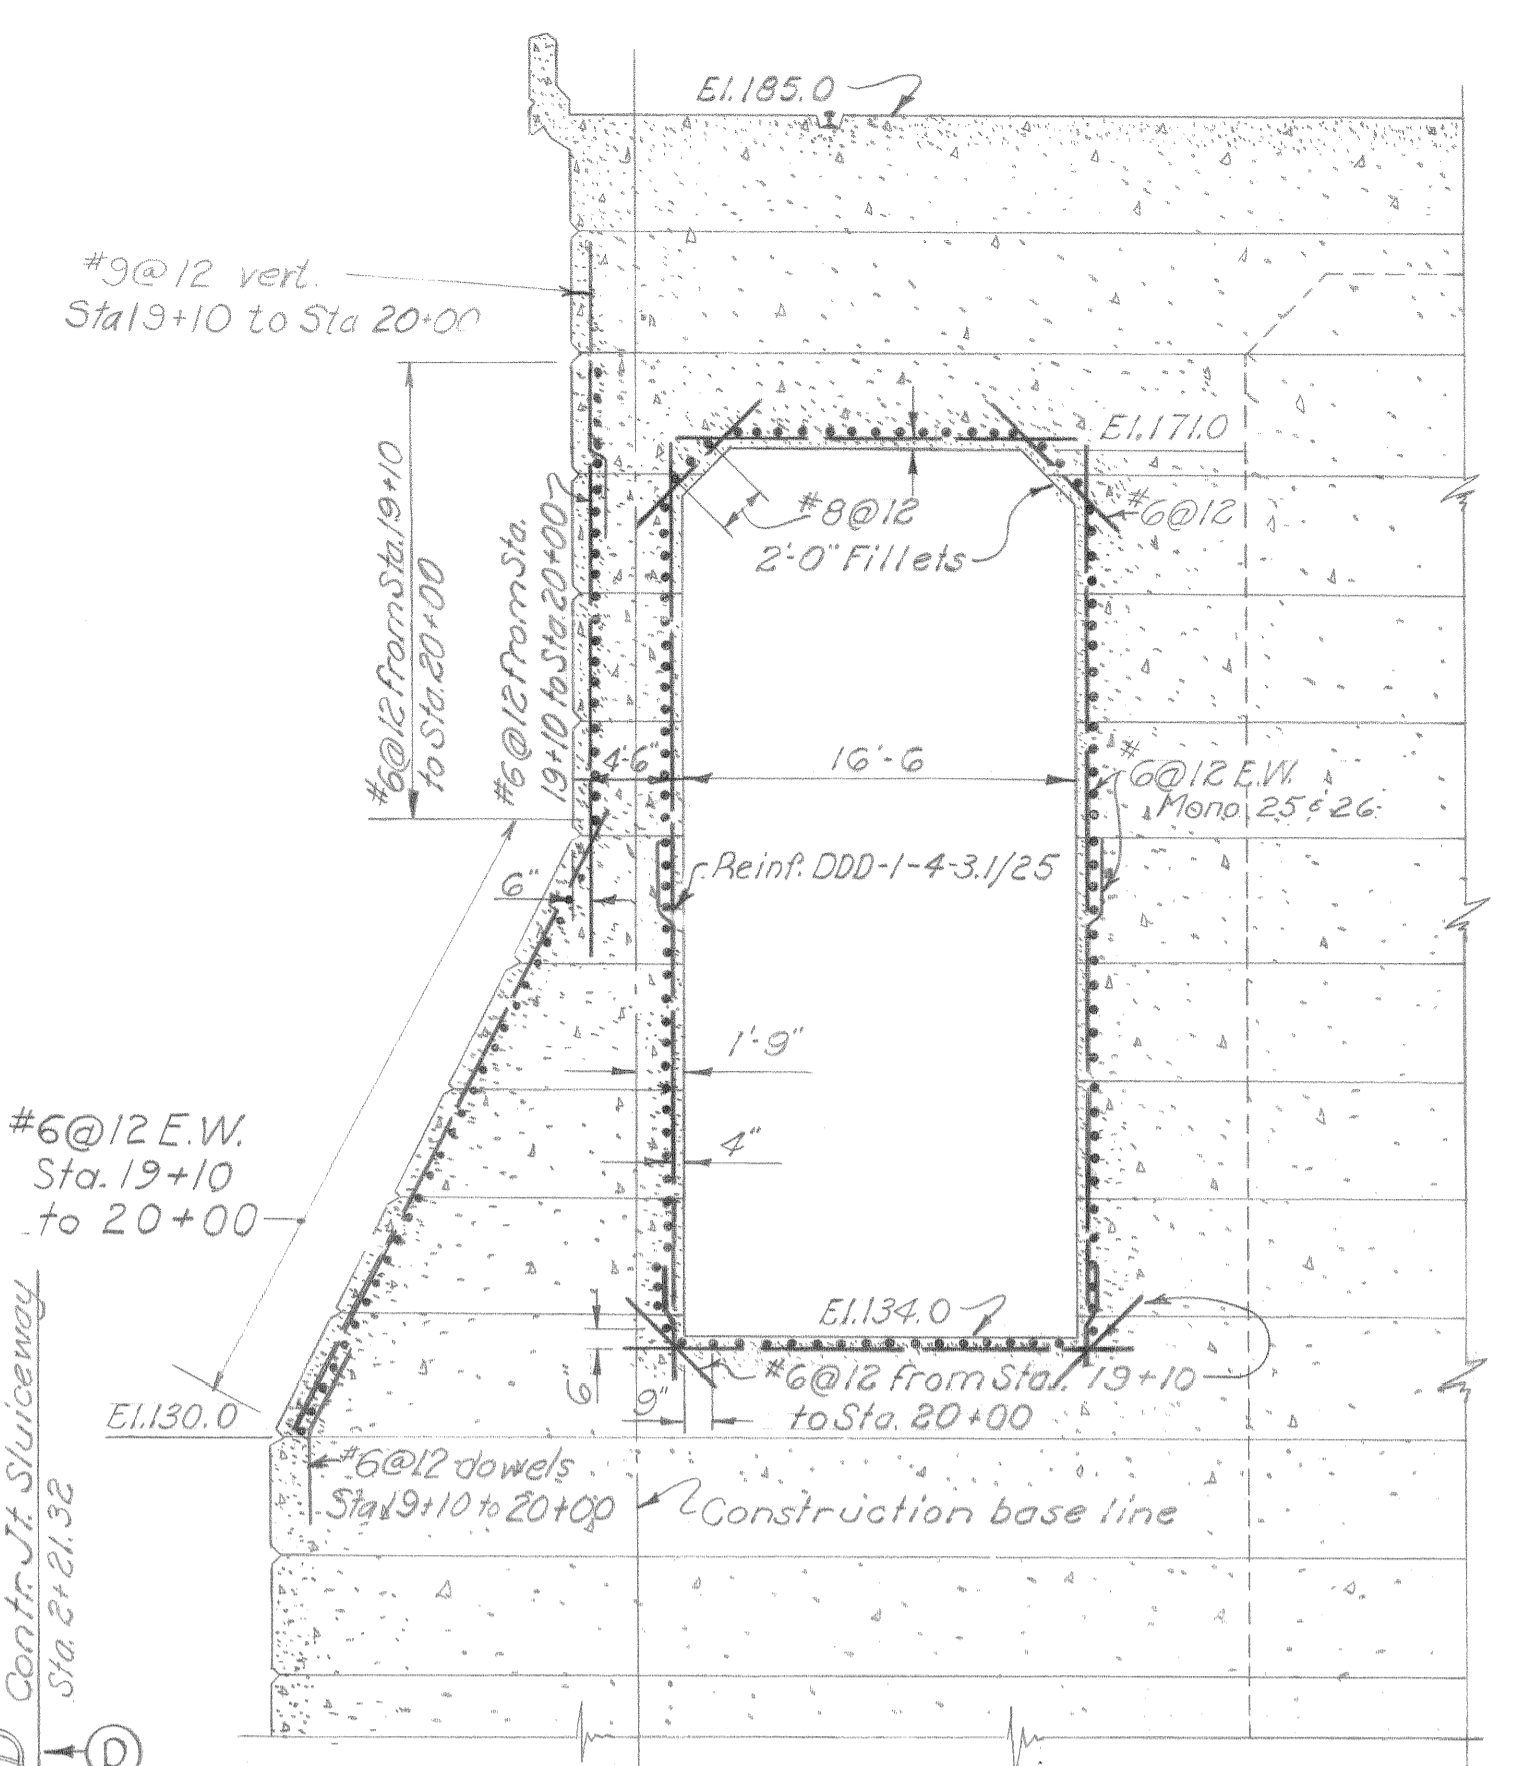 El.185.0
#9@12 vert.
Sta19+10 to Sta 20+00
El.171.0
#6@12 from Sta.19+10
to Sta.20+00
#6@12 from Sta.
19+10 to Sta.20+00
#8@12
2'-0" Fillets
#6@12
4'-6"
16'-6
#6@12 E.W.
Mono. 25 & 26
Reinf. DDD-1-4-3.1/25
6"
1'-9"
4"
#6@12 E.W.
Sta. 19+10
to 20+00
El.134.0
6"
9"
#6@12 from Sta. 19+10
to Sta. 20+00
El.130.0
#6@12 dowels
Sta.19+10 to 20+00
Construction base line
Contr. Jt. Sluiceway
Sta. 2+21.32
D